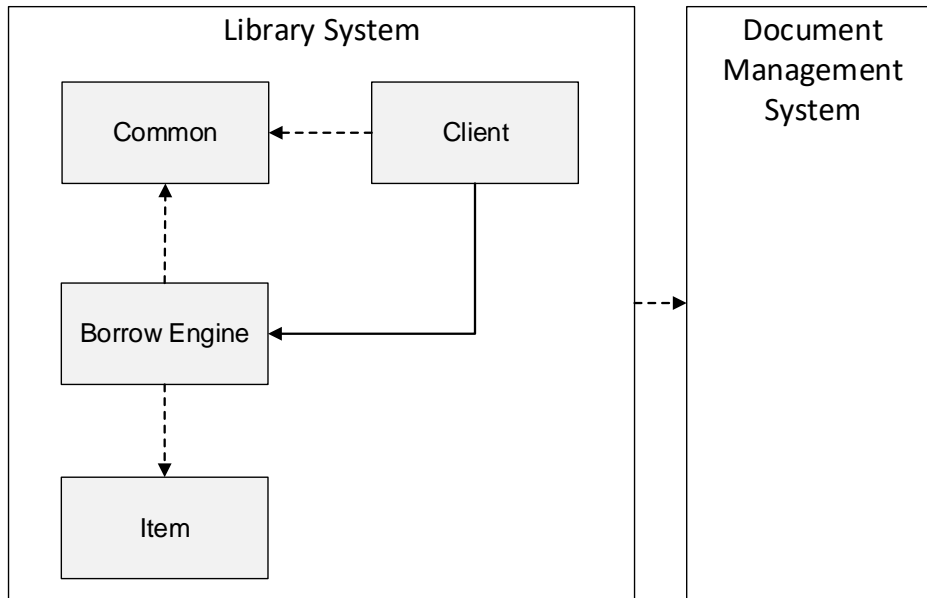 Library System
Common
Client
Borrow Engine
Item
Document
Management
System